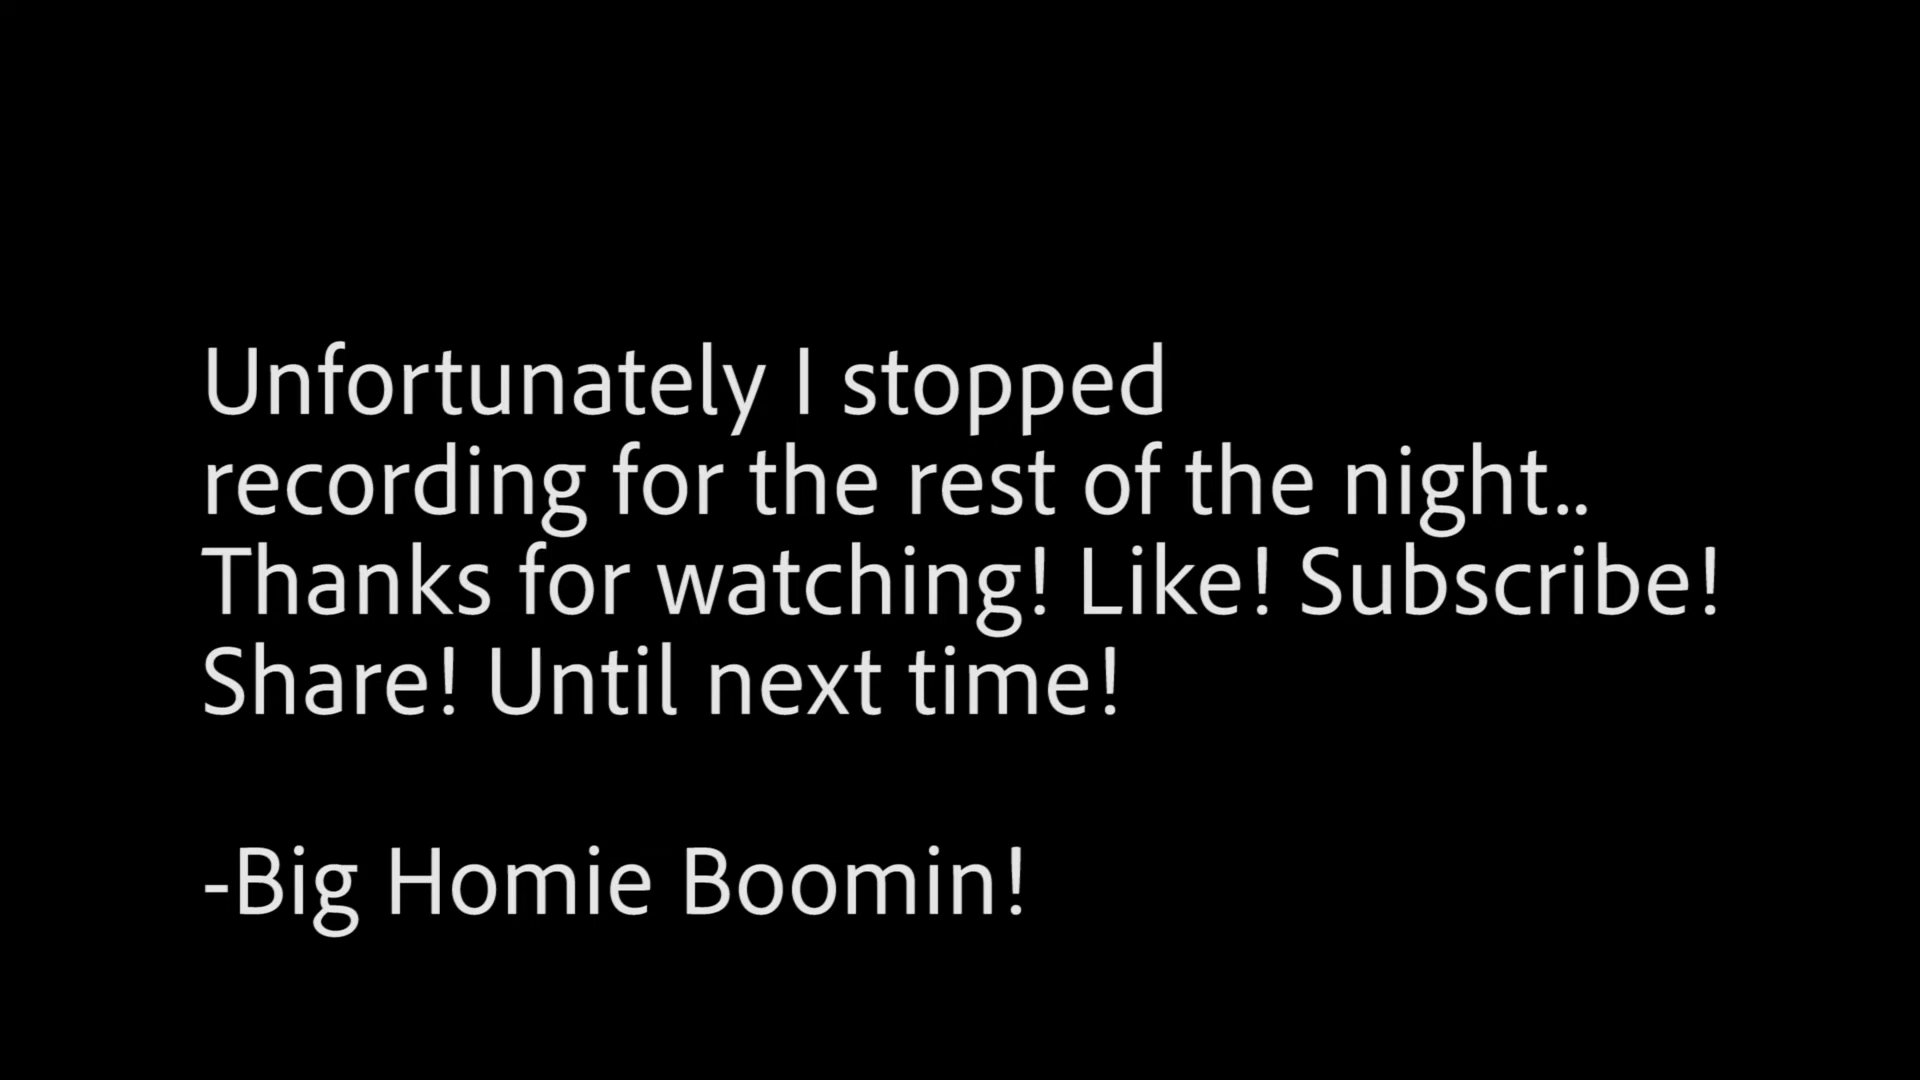 Unfortunately I stopped
recording for the rest of the night..
Thanks for watching! Like! Subscribe!
Share! Until next time!
-Big Homie Boomin!